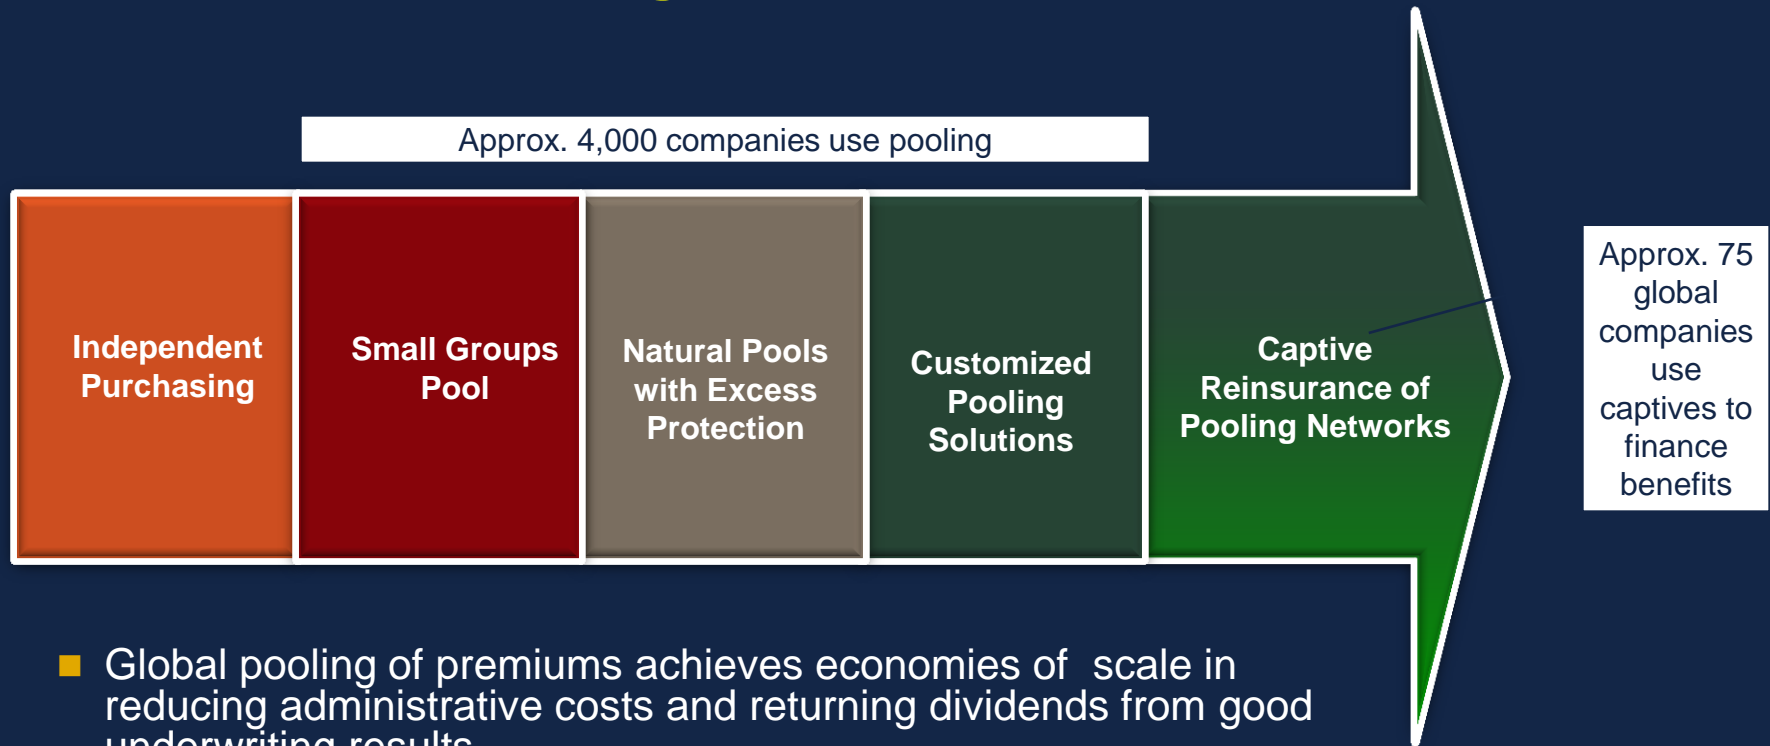 Approx. 4,000 companies use pooling
Independent
Purchasing
Small Groups
Pool
Natural Pools
with Excess
Protection
Customized
Pooling
Solutions
Captive
Reinsurance of
Pooling Networks
Approx. 75
global
companies
use
captives to
finance
benefits
Global pooling of premiums achieves economies of  scale in
reducing administrative costs and returning dividends from good
underwriting results